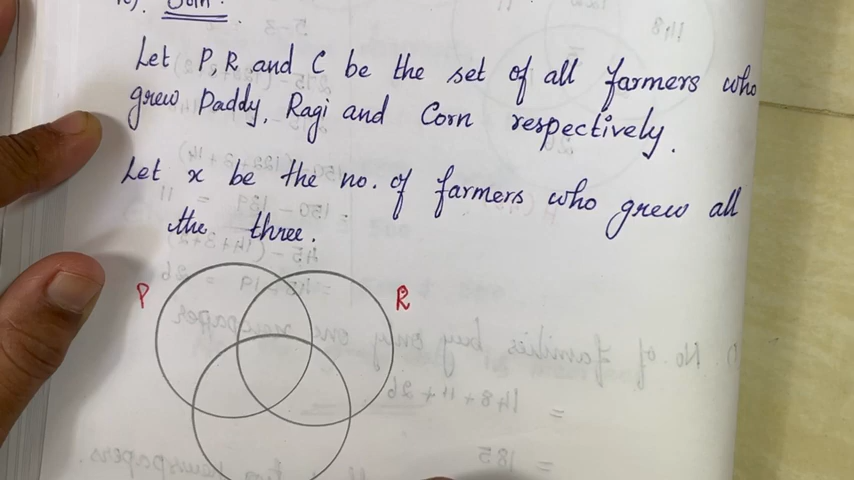 Soln.
Let P, R and C be the set of all farmers who
grew Paddy, Ragi and Corn respectively.
Let x be the no. of farmers who grew all
the three.
P
R